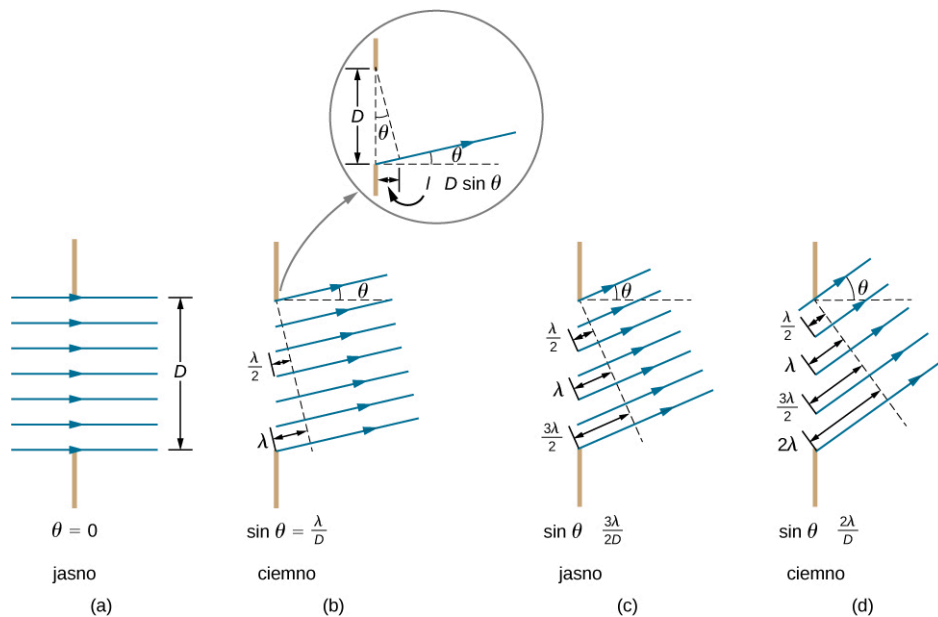 D
θ
θ
l D sin θ
D
θ
λ/2
λ
θ
λ/2
λ
3λ/2
θ
λ/2
λ
3λ/2
2λ
θ = 0
sin θ = λ/D
sin θ 3λ/2D
sin θ 2λ/D
jasno
ciemno
jasno
ciemno
(a)
(b)
(c)
(d)